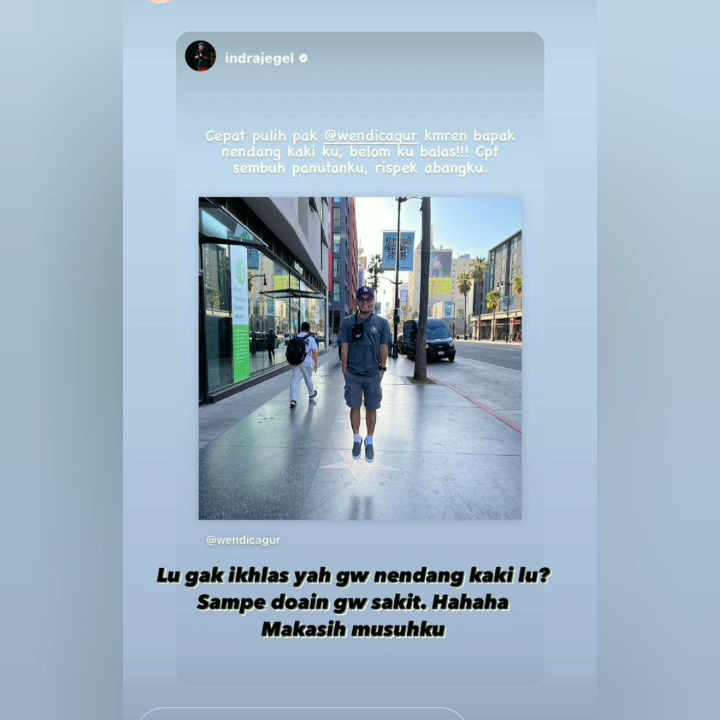 indrajegel
Cepat pulih pak @wendicagur kmren bapak
nendang kaki ku, belom ku balas!!! Cpt
sembuh panutanku, rispek abangku.
@wendicagur
Lu gak ikhlas yah gw nendang kaki lu?
Sampe doain gw sakit. Hahaha
Makasih musuhku